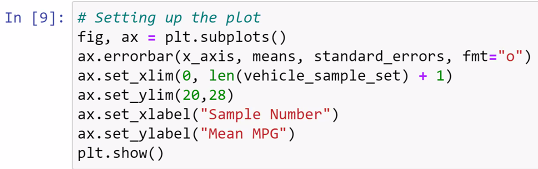 In [9]: # Setting up the plot
fig, ax = plt.subplots()
ax.errorbar(x_axis, means, standard_errors, fmt="o")
ax.set_xlim(0, len(vehicle_sample_set) + 1)
ax.set_ylim(20,28)
ax.set_xlabel("Sample Number")
ax.set_ylabel("Mean MPG")
plt.show()